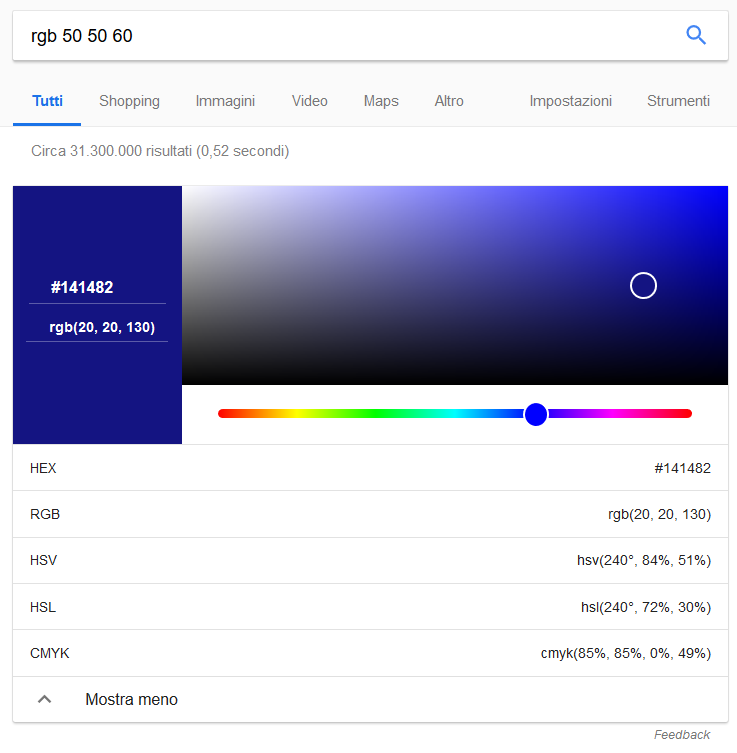 rgb 50 50 60
Tutti Shopping Immagini Video Maps Altro Impostazioni Strumenti
Circa 31.300.000 risultati (0,52 secondi)
#141482
rgb(20, 20, 130)
HEX #141482
RGB rgb(20, 20, 130)
HSV hsv(240°, 84%, 51%)
HSL hsl(240°, 72%, 30%)
CMYK cmyk(85%, 85%, 0%, 49%)
Mostra meno
Feedback